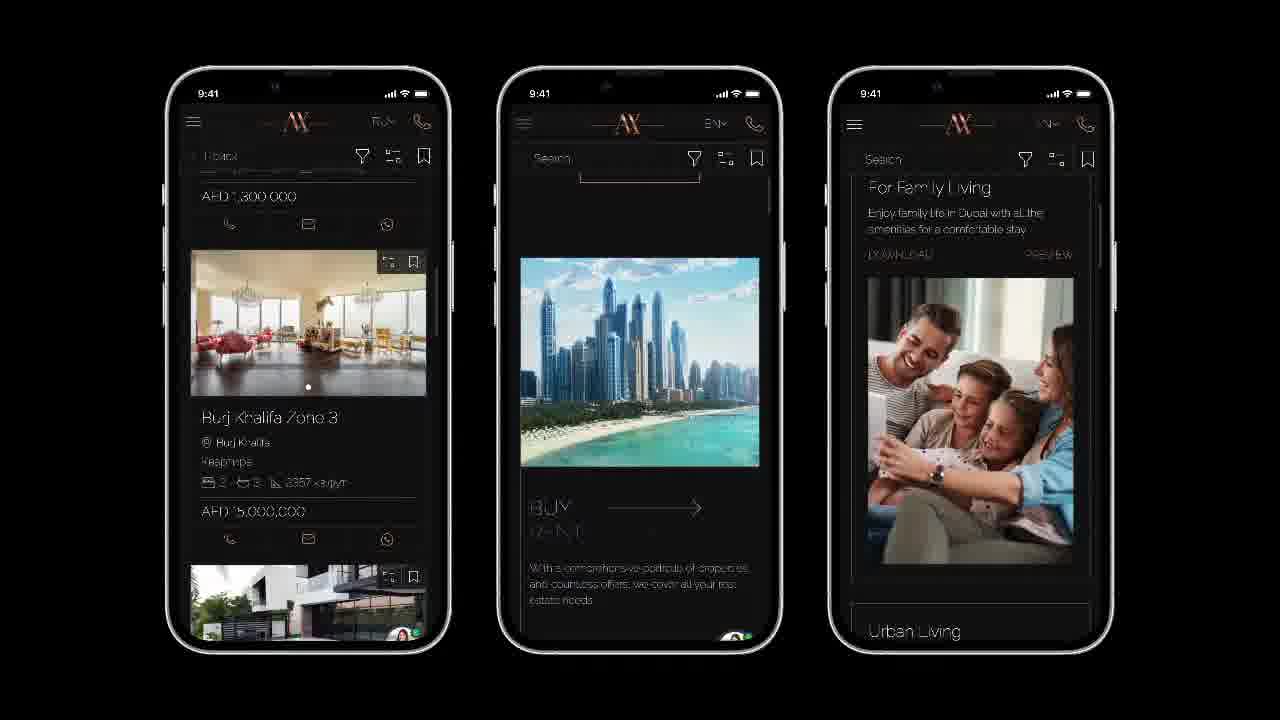 9:41
RU
Поиск
AED 1,300,000
Burj Khalifa Zone 3
Burj Khalifa
Квартира
3
2357 кв.фут
AED 15,000,000
9:41
AX
EN
Search
BUY
RENT
With a comprehensive portfolio of properties
and countless offers, we cover all your real
estate needs
9:41
AX
EN
Search
For Family Living
Enjoy family life in Dubai with all the
amenities for a comfortable stay
DOWNLOAD PREVIEW
Urban Living